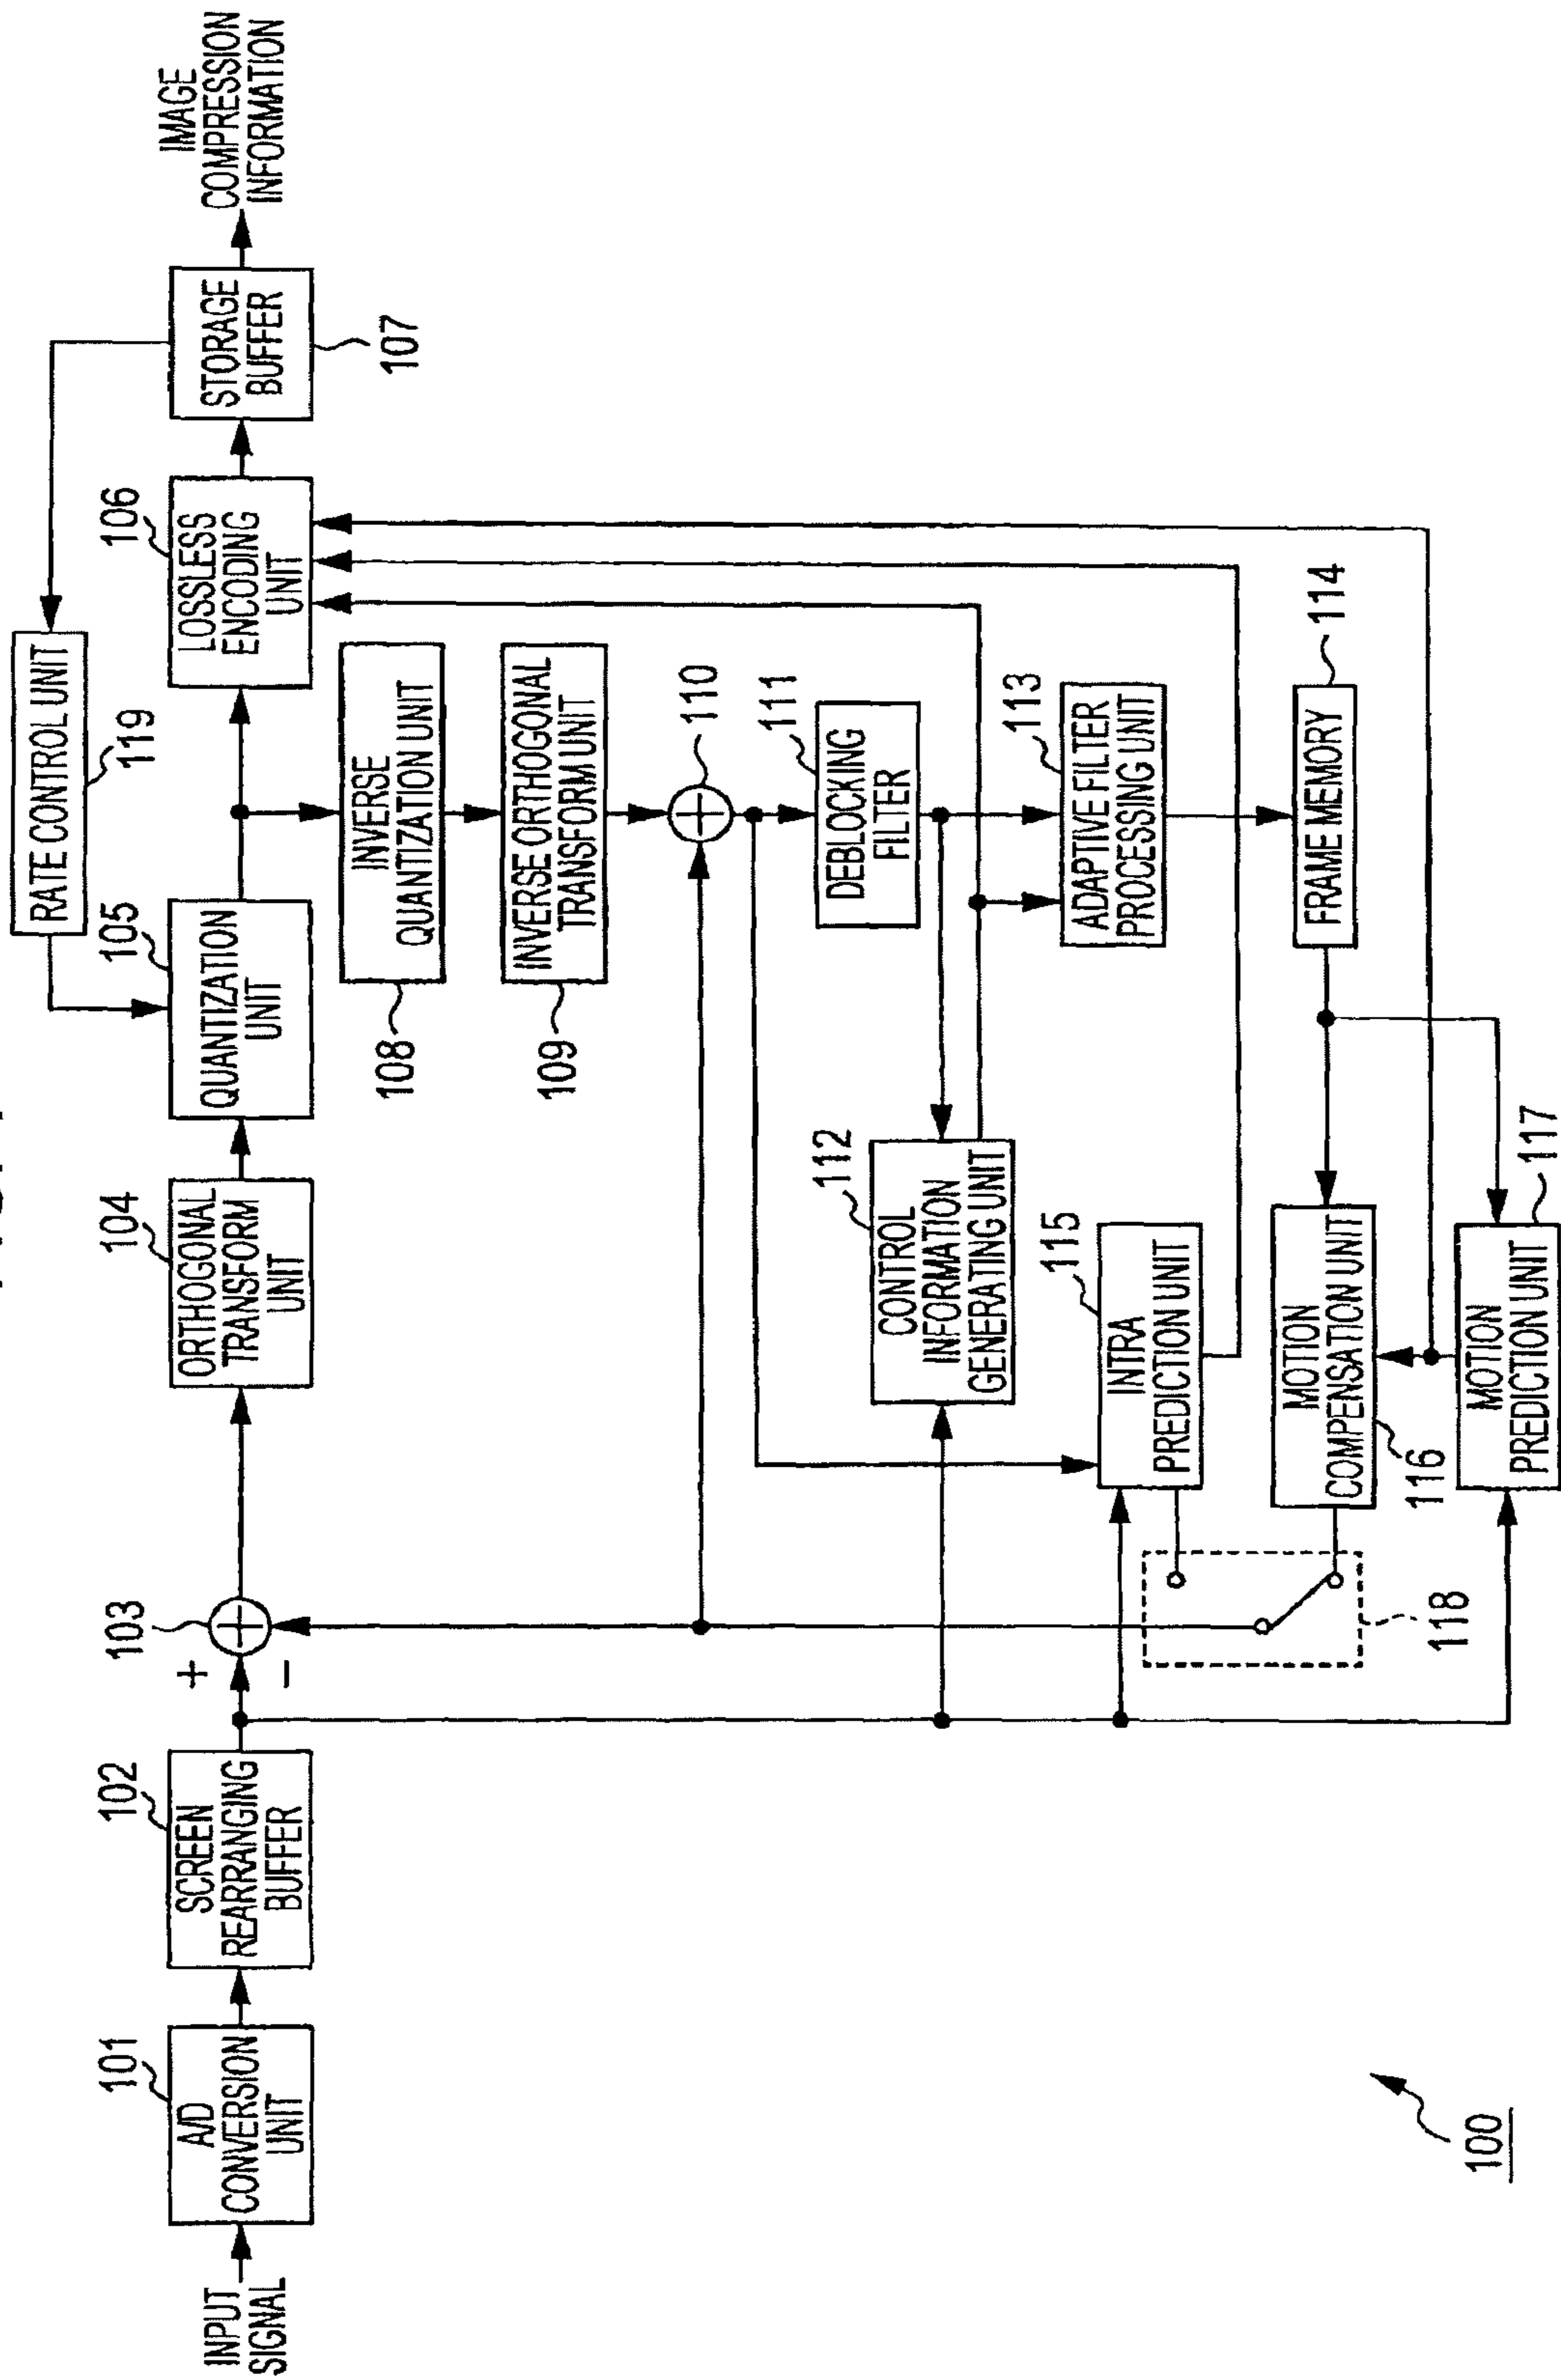 RATE CONTROL UNIT
119
101
102
103
104
105
106
INPUT
SIGNAL
A/D
CONVERSION
UNIT
SCREEN
REARRANGING
BUFFER
+
−
ORTHOGONAL
TRANSFORM
UNIT
QUANTIZATION
UNIT
LOSSLESS
ENCODING
UNIT
STORAGE
BUFFER
107
IMAGE
COMPRESSION
INFORMATION
INVERSE
QUANTIZATION UNIT
108
INVERSE ORTHOGONAL
TRANSFORM UNIT
109
110
111
DEBLOCKING
FILTER
112
CONTROL
INFORMATION
GENERATING UNIT
113
ADAPTIVE FILTER
PROCESSING UNIT
115
INTRA
PREDICTION UNIT
114
FRAME MEMORY
MOTION
COMPENSATION UNIT
116
118
MOTION
PREDICTION UNIT
117
100